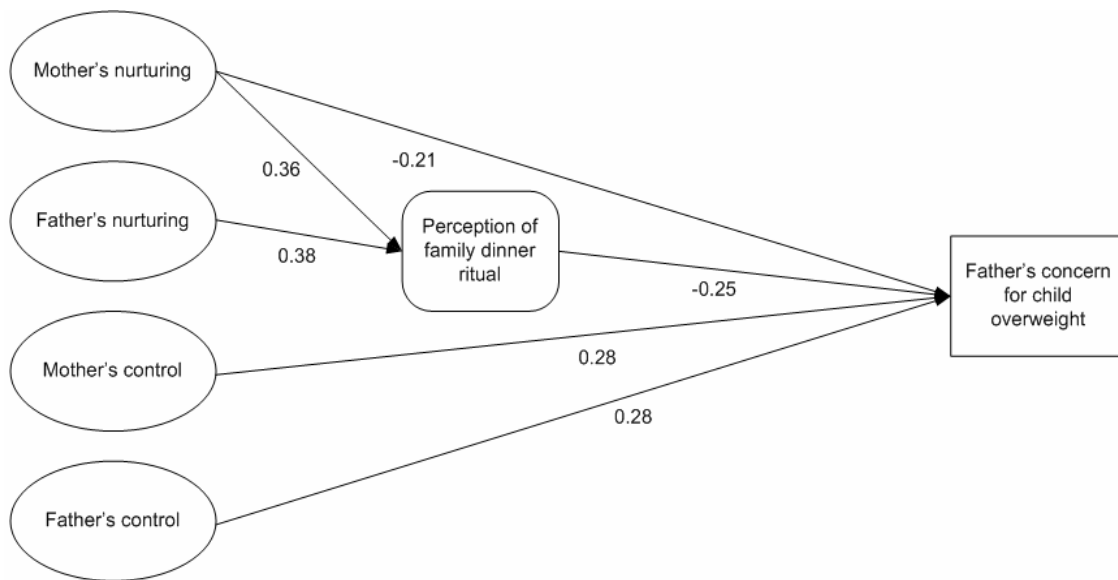 Mother’s nurturing
-0.21
0.36
Father’s nurturing
0.38
Perception of
family dinner
ritual
-0.25
Father’s concern
for child
overweight
Mother’s control
0.28
0.28
Father’s control